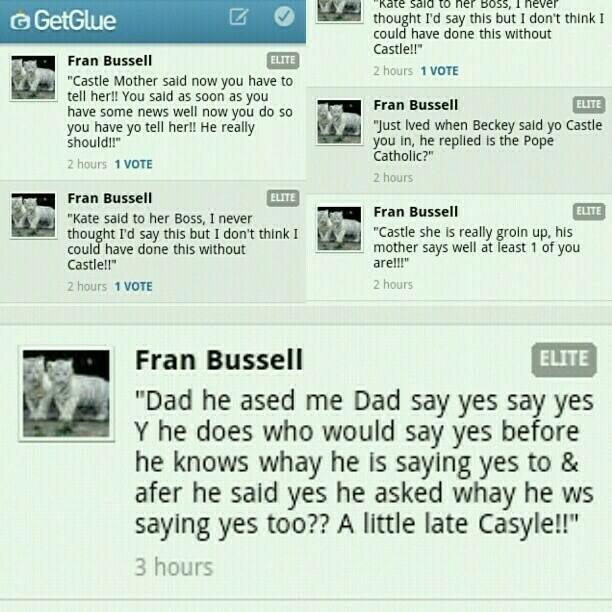 GetGlue
Fran Bussell ELITE
"Castle Mother said now you have to
tell her!! You said as soon as you
have some news well now you do so
you have yo tell her!! He really
should!!"
2 hours 1 VOTE
Fran Bussell ELITE
"Kate said to her Boss, I never
thought I'd say this but I don't think I
could have done this without
Castle!!"
2 hours 1 VOTE
"Kate said to her Boss, I never
thought I'd say this but I don't think I
could have done this without
Castle!!"
2 hours 1 VOTE
Fran Bussell ELITE
"Just lved when Beckey said yo Castle
you in, he replied is the Pope
Catholic?"
2 hours
Fran Bussell ELITE
"Castle she is really groin up, his
mother says well at least 1 of you
are!!!"
2 hours
Fran Bussell ELITE
"Dad he ased me Dad say yes say yes
Y he does who would say yes before
he knows whay he is saying yes to &
afer he said yes he asked whay he ws
saying yes too?? A little late Casyle!!"
3 hours